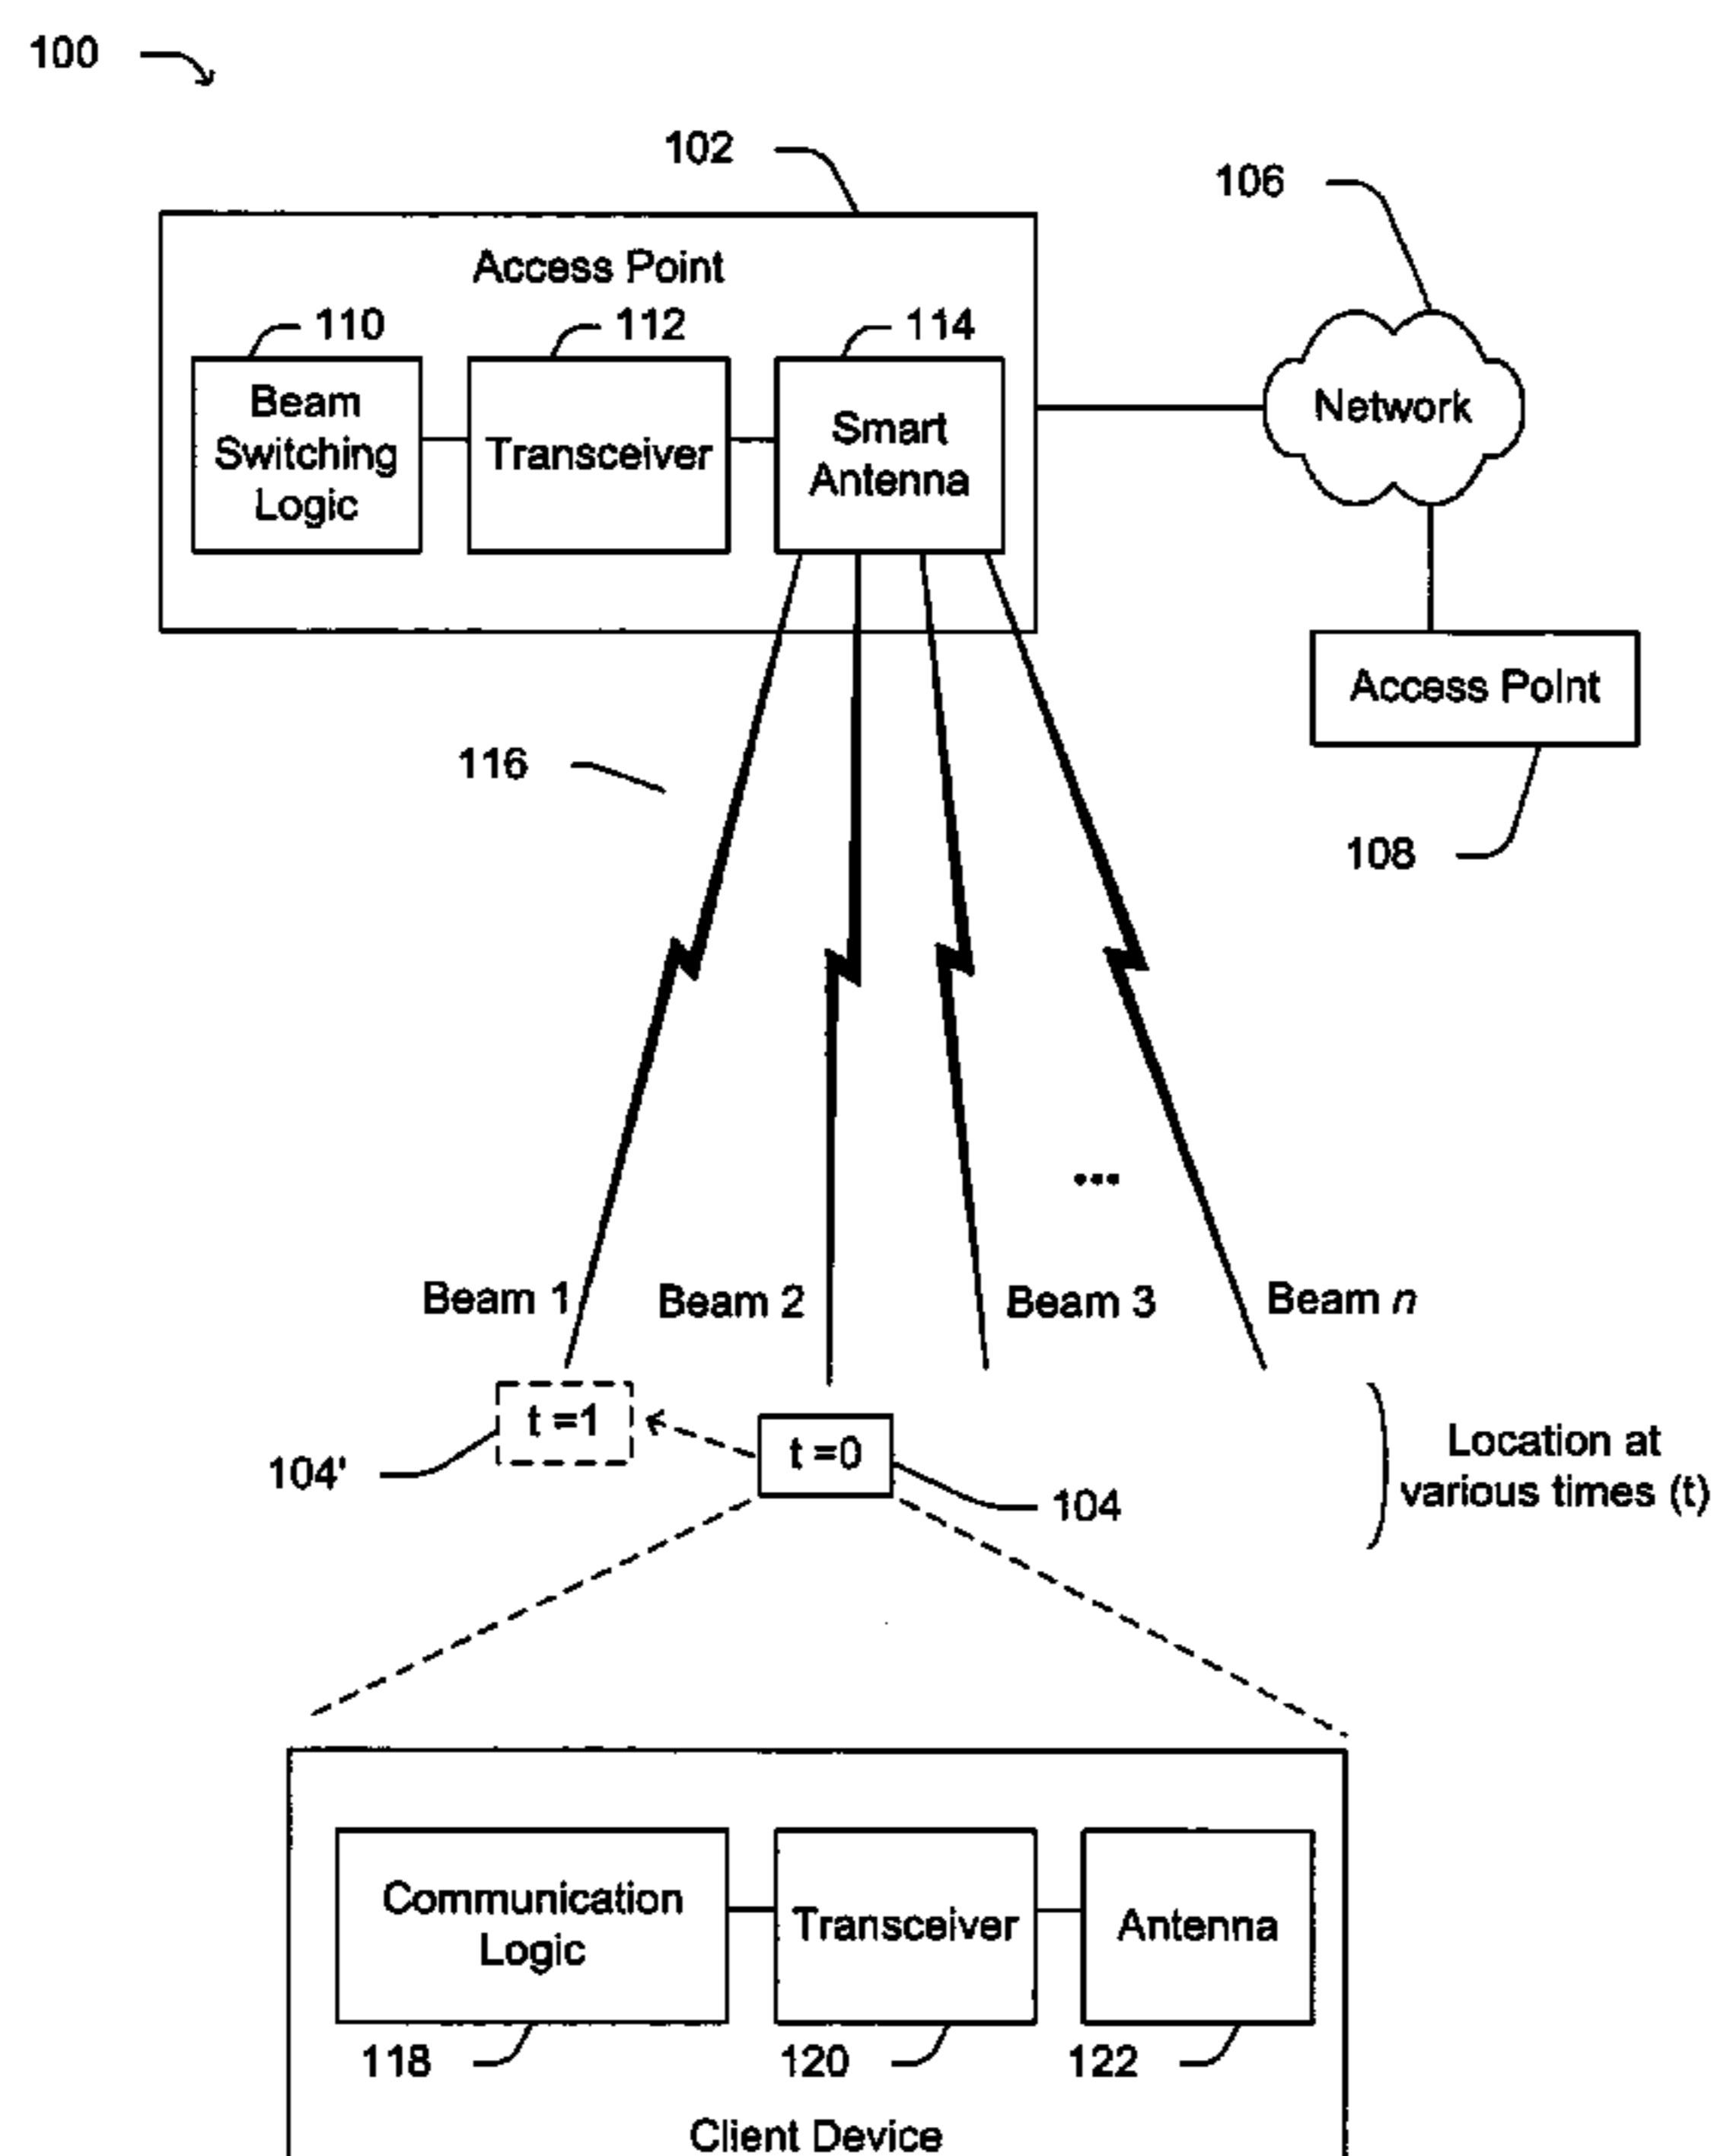 100
102
106
Access Point
110
112
114
Beam
Switching
Logic
Transceiver
Smart
Antenna
Network
Access Point
116
108
...
Beam 1
Beam 2
Beam 3
Beam n
t =1
t =0
104'
104
Location at
various times (t)
Communication
Logic
Transceiver
Antenna
118
120
122
Client Device